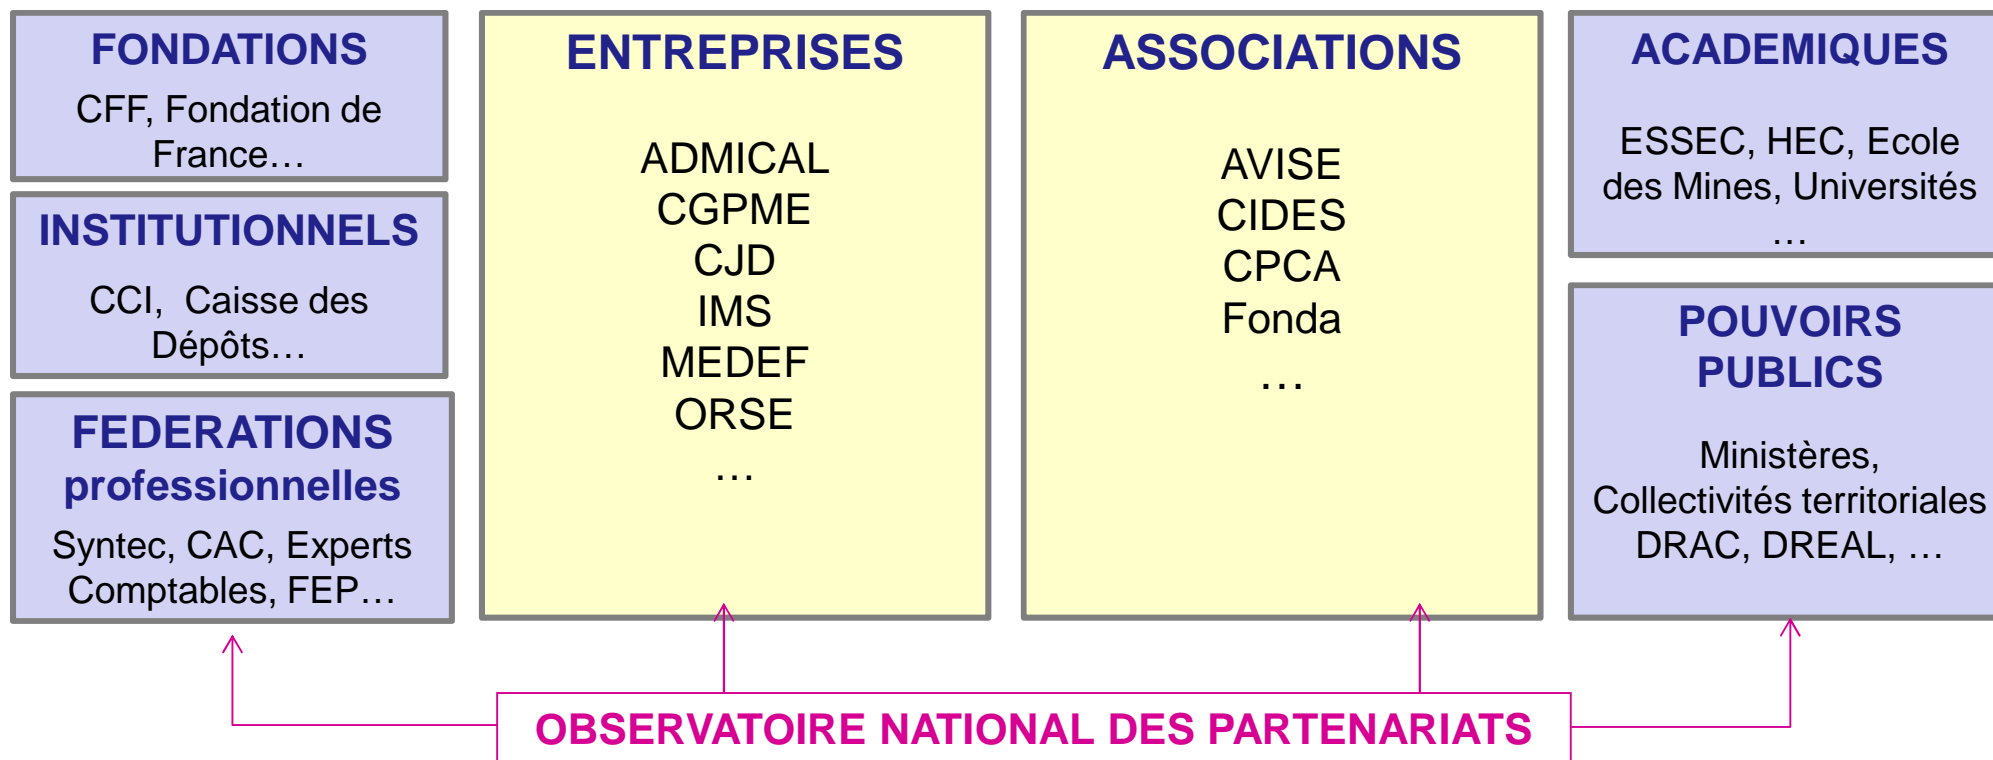 FONDATIONS
CFF, Fondation de
France…
INSTITUTIONNELS
CCI, Caisse des
Dépôts…
FEDERATIONS
professionnelles
Syntec, CAC, Experts
Comptables, FEP…
ENTREPRISES
ADMICAL
CGPME
CJD
IMS
MEDEF
ORSE
…
ASSOCIATIONS
AVISE
CIDES
CPCA
Fonda
…
ACADEMIQUES
ESSEC, HEC, Ecole
des Mines, Universités
…
POUVOIRS
PUBLICS
Ministères,
Collectivités territoriales
DRAC, DREAL, …
OBSERVATOIRE NATIONAL DES PARTENARIATS